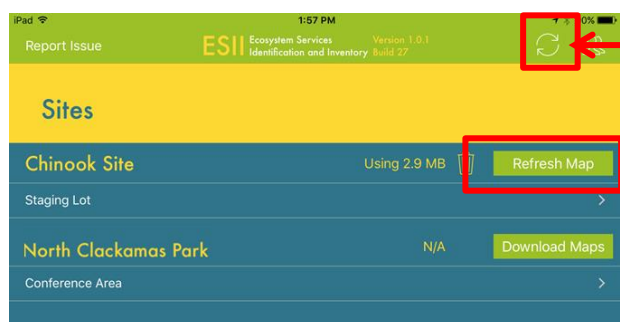 iPad 1:57 PM 0%
Report Issue
ESII Ecosystem Services Version 1.0.1
Identification and Inventory Build 27
Sites
Chinook Site Using 2.9 MB Refresh Map
Staging Lot
North Clackamas Park N/A Download Maps
Conference Area